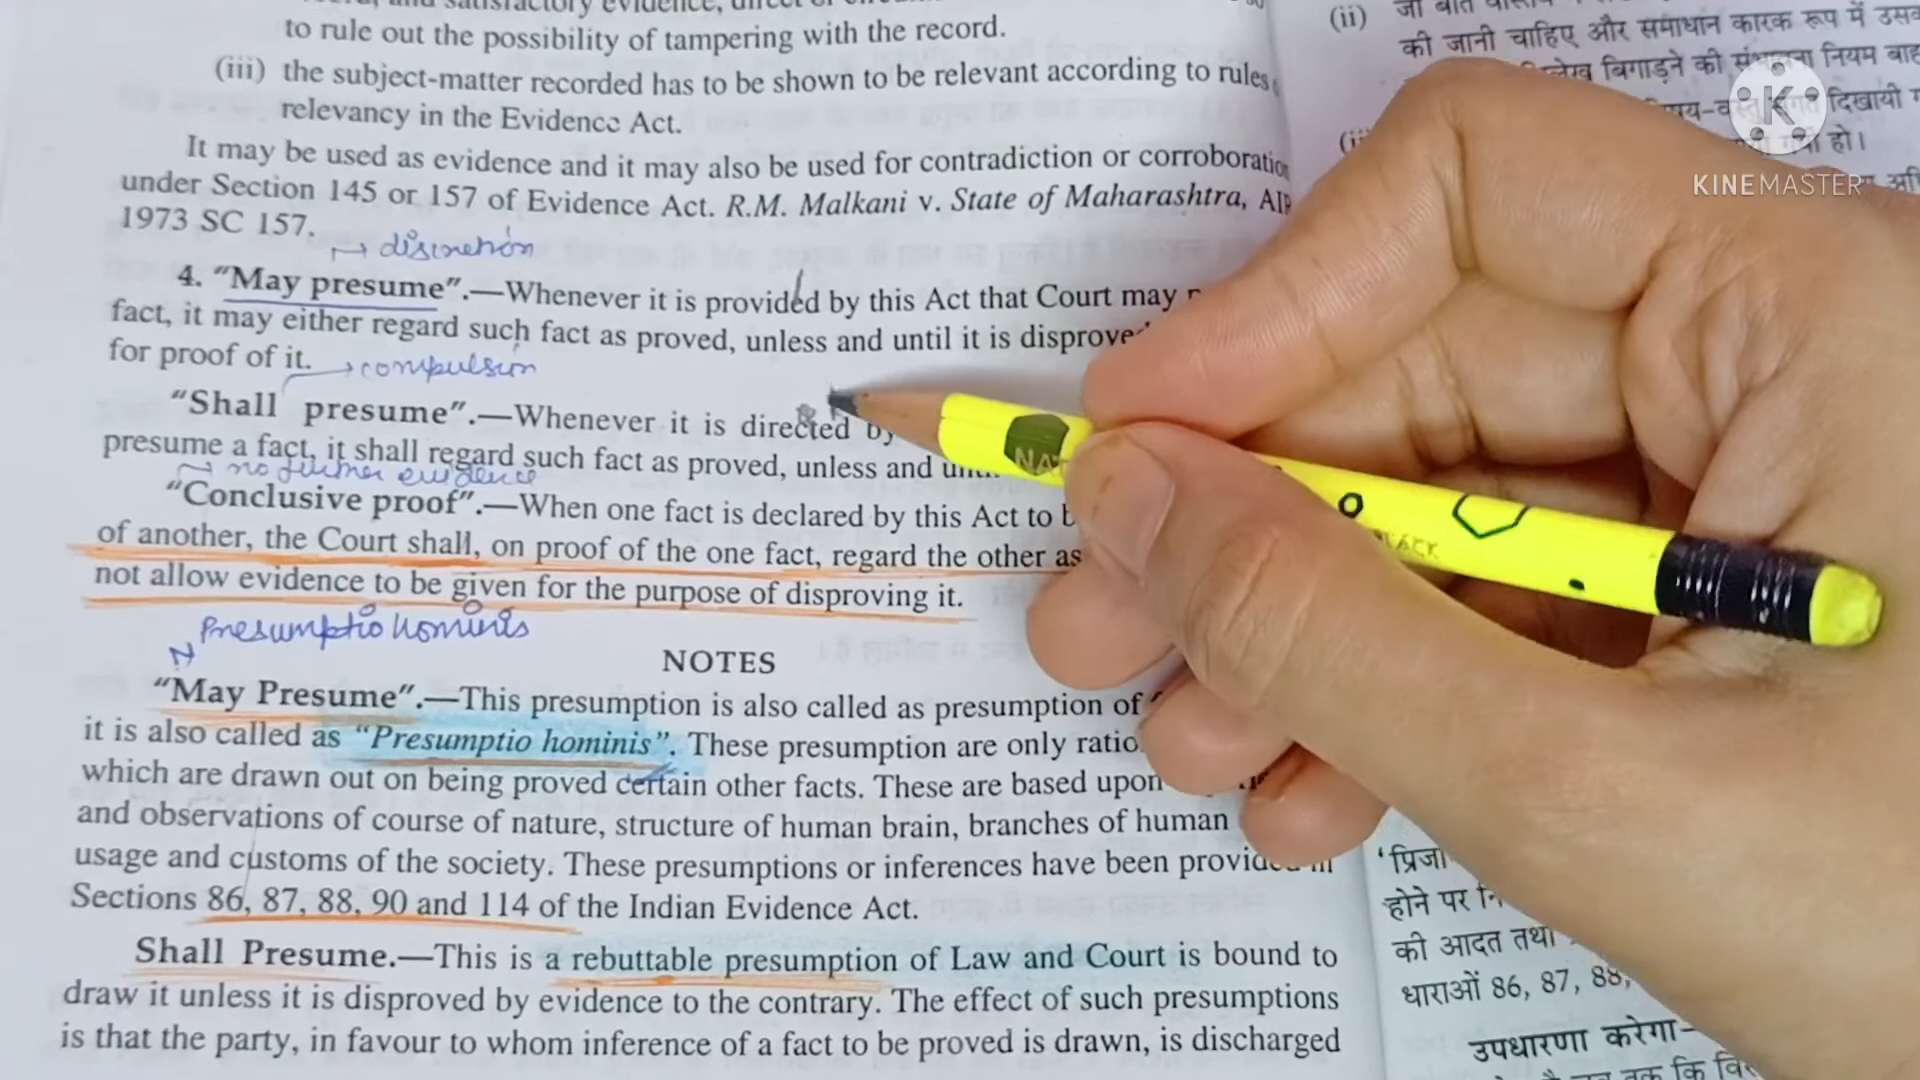 satisfactory evidence,
to rule out the possibility of tampering with the record.
(iii) the subject-matter recorded has to be shown to be relevant according to rules
relevancy in the Evidence Act.
It may be used as evidence and it may also be used for contradiction or corroboration
under Section 145 or 157 of Evidence Act. R.M. Malkani v. State of Maharashtra, AIR
1973 SC 157.
→ discretion
4. “May presume”.—Whenever it is provided by this Act that Court may
fact, it may either regard such fact as proved, unless and until it is disproved
for proof of it.
→ compulsion
“Shall presume”.—Whenever it is directed by
presume a fact, it shall regard such fact as proved, unless and
→ no further evidence
“Conclusive proof”.—When one fact is declared by this Act to
of another, the Court shall, on proof of the one fact, regard the other as
not allow evidence to be given for the purpose of disproving it.
Presumptio hominis
NOTES
“May Presume”.—This presumption is also called as presumption of
it is also called as “Presumptio hominis”. These presumption are only
which are drawn out on being proved certain other facts. These are based upon
and observations of course of nature, structure of human brain, branches of human
usage and customs of the society. These presumptions or inferences have been provided in
Sections 86, 87, 88, 90 and 114 of the Indian Evidence Act.
Shall Presume.—This is a rebuttable presumption of Law and Court is bound to
draw it unless it is disproved by evidence to the contrary. The effect of such presumptions
is that the party, in favour to whom inference of a fact to be proved is drawn, is discharged
(ii)
की जानी चाहिए और समाधान कारक रूप में
बिगाड़ने की नियम
दिखायी
हो।
होने पर
की आदत तथा
धाराओं 86, 87, 88,
उपधारणा करेगा—
K
KINEMASTER